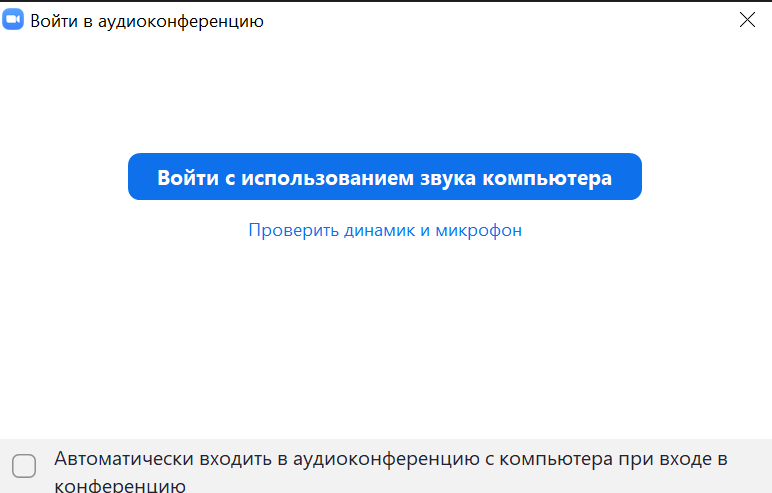 Войти в аудиоконференцию
Войти с использованием звука компьютера
Проверить динамик и микрофон
Автоматически входить в аудиоконференцию с компьютера при входе в
конференцию